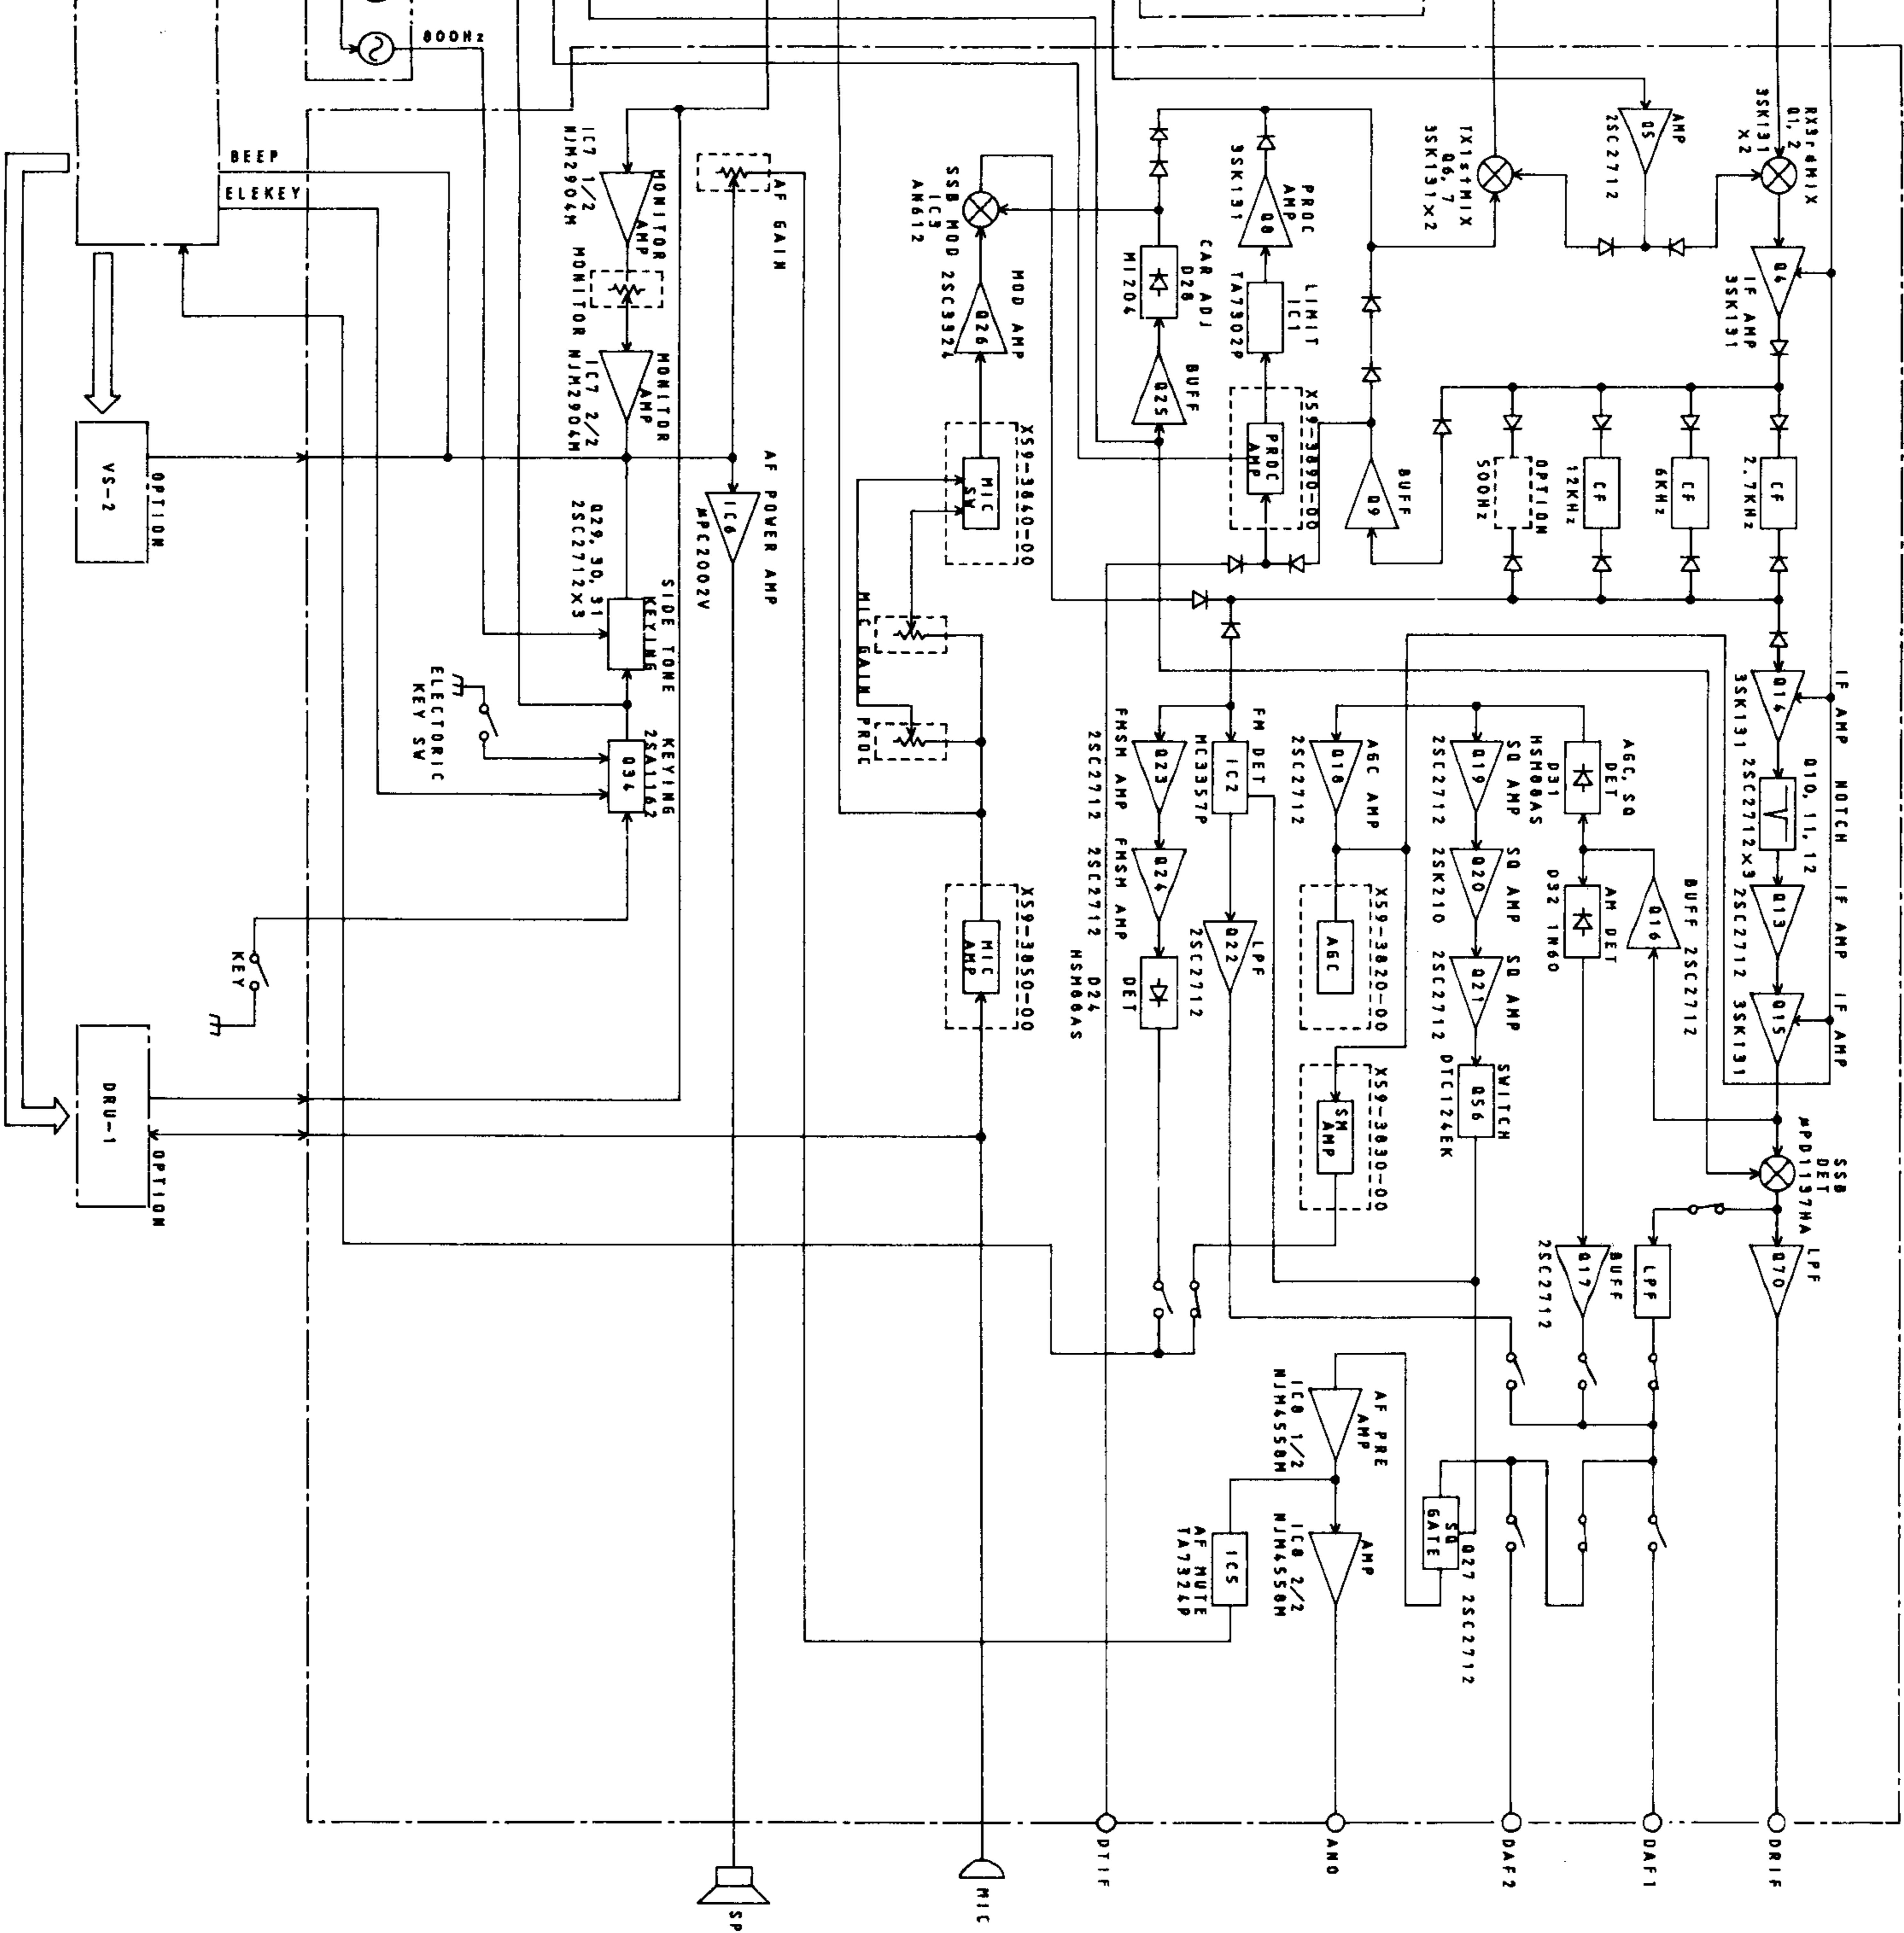 800Hz
BEEP
ELEKEY
OPTION
VS-2
DRU-1
OPTION
KEY
ELECTORIC
KEY SW
KEYING
2SA1162
Q34
SIDE TONE
KEYING
Q29, 30, 31
2SC2712×3
MONITOR
AMP
IC7 1/2
NJM2904M
MONITOR
MONITOR
AMP
IC7 2/2
NJM2904M
AF GAIN
AF POWER AMP
IC6
μPC2002V
SP
MIC
X59-3850-00
MIC
AMP
MIC GAIN
PROC
X59-3840-00
MIC
SW
MOD AMP
Q26
2SC3324
SSB MOD
IC3
AN612
CAR ADJ
D28
MI204
BUFF
Q25
PROC
AMP
Q8
3SK131
LIMIT
IC1
TA7302P
X59-3890-00
PROC
AMP
BUFF
Q9
TX1stMIX
Q6, 7
3SK131×2
AMP
Q5
2SC2712
RX3rdMIX
Q1, 2
3SK131
×2
Q4
IF AMP
3SK131
CF
2.7KHz
CF
6KHz
CF
12KHz
OPTION
500Hz
IF AMP
Q14
3SK131
NOTCH
Q10, 11, 12
2SC2712×3
IF AMP
Q13
2SC2712
IF AMP
Q15
3SK131
BUFF 2SC2712
Q16
AGC, SQ
DET
D31
HSM88AS
AM DET
D32 1N60
SQ AMP
Q19
2SC2712
SQ AMP
Q20
2SK210
SQ AMP
Q21
2SC2712
SWITCH
Q56
DTC124EK
AGC AMP
Q18
2SC2712
X59-3820-00
AGC
X59-3830-00
SM
AMP
FM DET
IC2
MC3357P
LPF
Q22
2SC2712
FMSM AMP
Q23
2SC2712
FMSM AMP
Q24
2SC2712
DET
D24
HSM88AS
SSB
DET
μPD1137HA
LPF
Q70
LPF
BUFF
Q17
2SC2712
AF PRE
AMP
IC8 1/2
NJM4558M
AMP
IC8 2/2
NJM4558M
SQ
GATE
Q27 2SC2712
IC5
AF MUTE
TA7324P
DTIF
ANO
DAF2
DAF1
DRIF